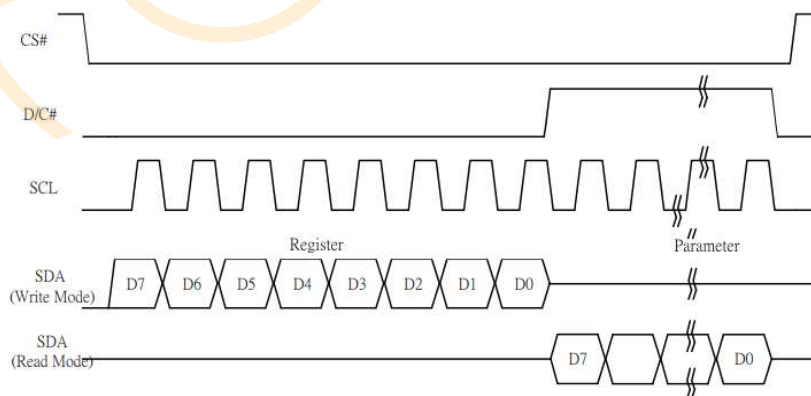 CS#
D/C#
SCL
Register
Parameter
SDA
(Write Mode)
D7 D6 D5 D4 D3 D2 D1 D0
SDA
(Read Mode)
D7 D0